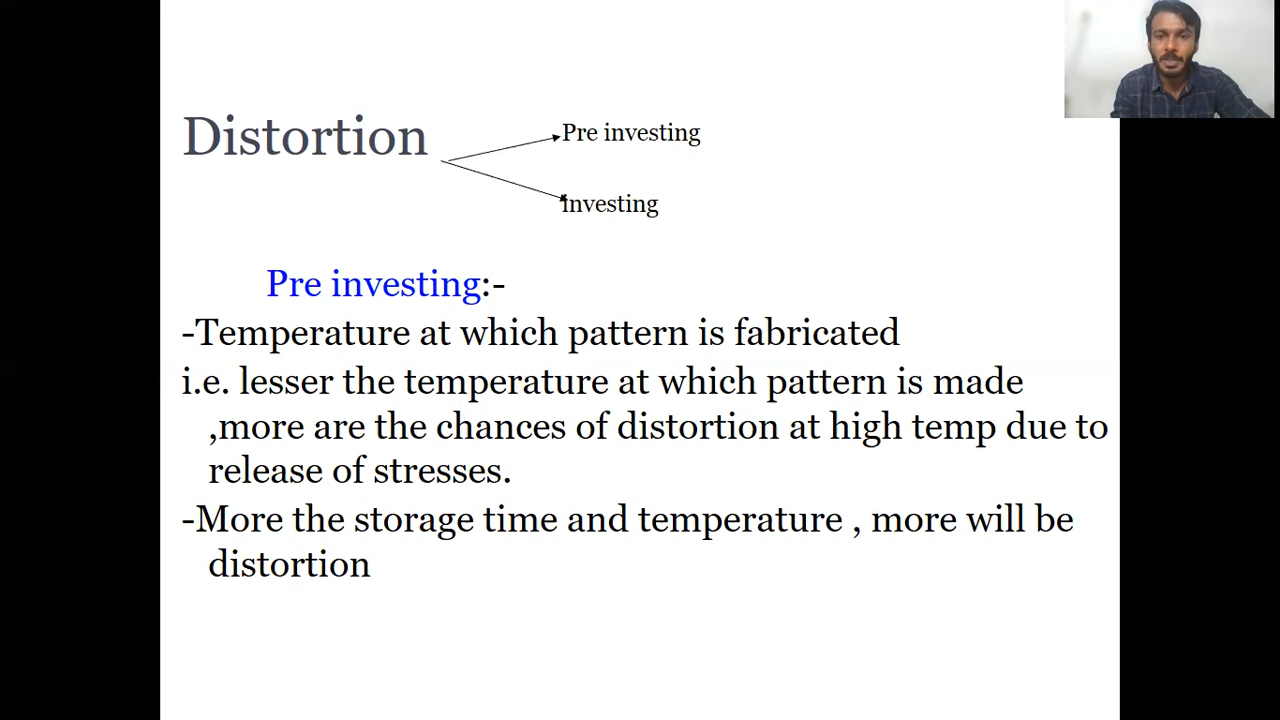 Distortion
Pre investing
investing
Pre investing:-
-Temperature at which pattern is fabricated
i.e. lesser the temperature at which pattern is made
,more are the chances of distortion at high temp due to
release of stresses.
-More the storage time and temperature , more will be
distortion